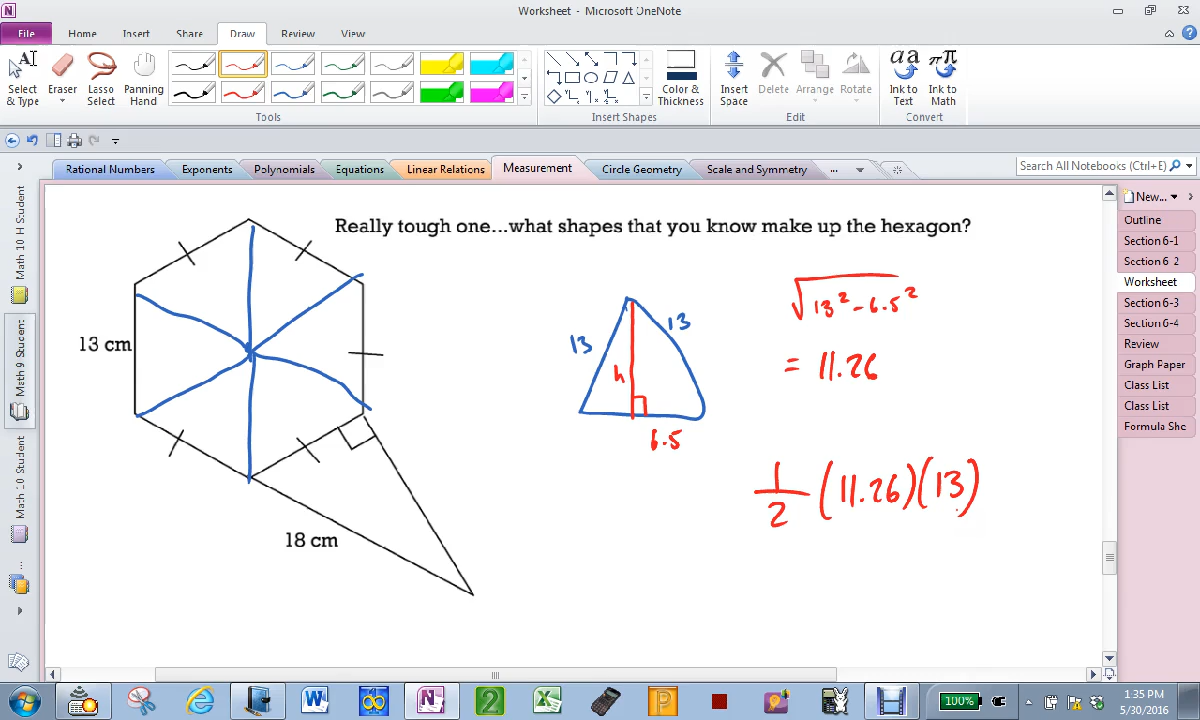 Worksheet - Microsoft OneNote
File Home Insert Share Draw Review View
Select & Type
Eraser
Lasso Select
Panning Hand
Color & Thickness
Insert Space
Delete
Arrange
Rotate
Ink to Text
Ink to Math
Tools
Insert Shapes
Edit
Convert
Rational Numbers Exponents Polynomials Equations Linear Relations Measurement Circle Geometry Scale and Symmetry ...
Search All Notebooks (Ctrl+E)
Math 10 H Student
Math 9 Student
Math 10 Student
New...
Outline
Section 6-1
Section 6-2
Worksheet
Section 6-3
Section 6-4
Review
Graph Paper
Class List
Class List
Formula She
Really tough one...what shapes that you know make up the hexagon?
13 cm
18 cm
13
13
h
6.5
√13² - 6.5²
= 11.26
1/2 (11.26)(13)
100%
1:35 PM
5/30/2016